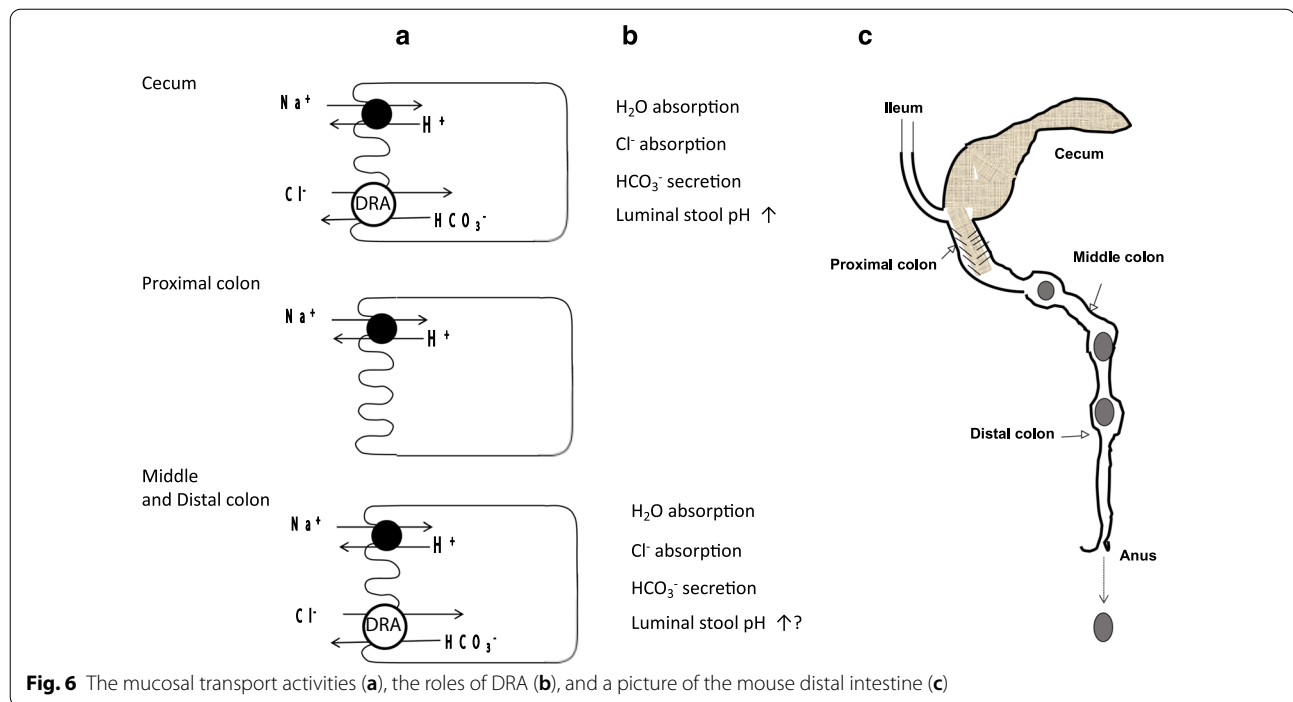 a
b
c
Cecum
Na⁺
H⁺
Cl⁻
DRA
HCO₃⁻
H₂O absorption
Cl⁻ absorption
HCO₃⁻ secretion
Luminal stool pH ↑
Proximal colon
Na⁺
H⁺
Middle
and Distal colon
Na⁺
H⁺
Cl⁻
DRA
HCO₃⁻
H₂O absorption
Cl⁻ absorption
HCO₃⁻ secretion
Luminal stool pH ↑?
Ileum
Cecum
Proximal colon
Middle colon
Distal colon
Anus
Fig. 6 The mucosal transport activities (a), the roles of DRA (b), and a picture of the mouse distal intestine (c)